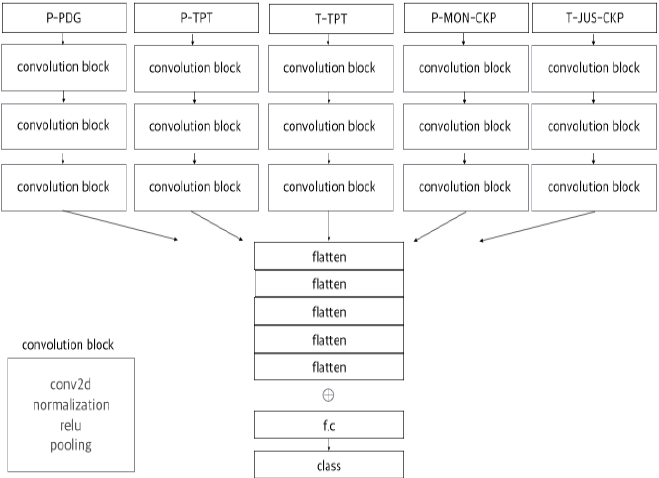 P-PDG P-TPT T-TPT P-MON-CKP T-JUS-CKP
convolution block convolution block convolution block convolution block convolution block
convolution block convolution block convolution block convolution block convolution block
convolution block convolution block convolution block convolution block convolution block
flatten
flatten
flatten
flatten
flatten
convolution block
conv2d
normalization
relu
pooling
⊕
f.c
class